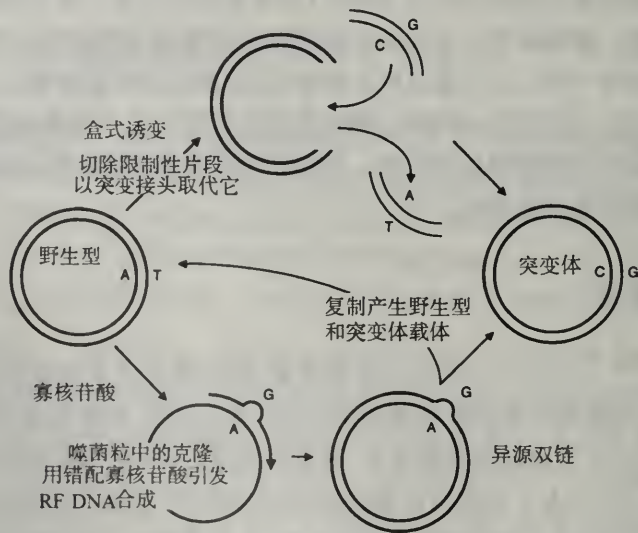 G
C
盒式诱变
切除限制性片段
以突变接头取代它
A
T
野生型
A T
突变体
C G
复制产生野生型
和突变体载体
寡核苷酸
G
A
噬菌粒中的克隆
用错配寡核苷酸引发
RF DNA合成
G
A
异源双链